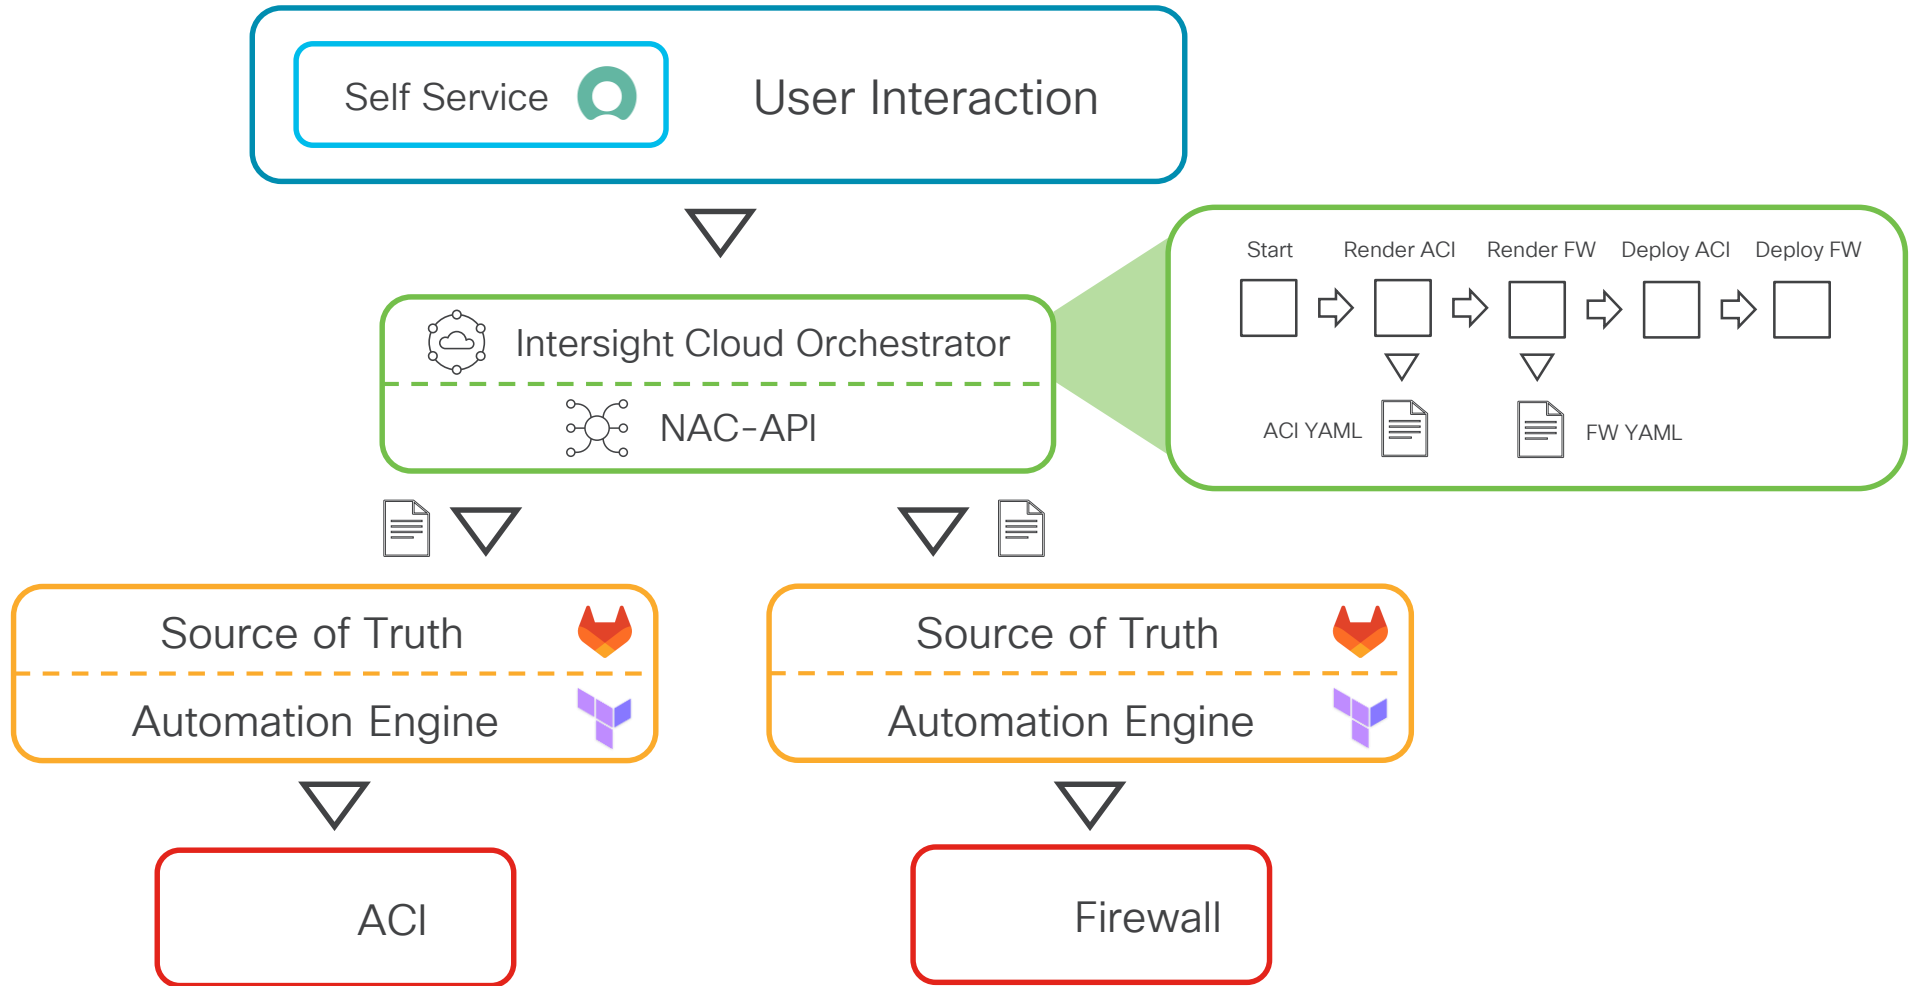 Self Service
User Interaction
Start
Render ACI
Render FW
Deploy ACI
Deploy FW
ACI YAML
FW YAML
Intersight Cloud Orchestrator
NAC-API
Source of Truth
Automation Engine
Source of Truth
Automation Engine
ACI
Firewall